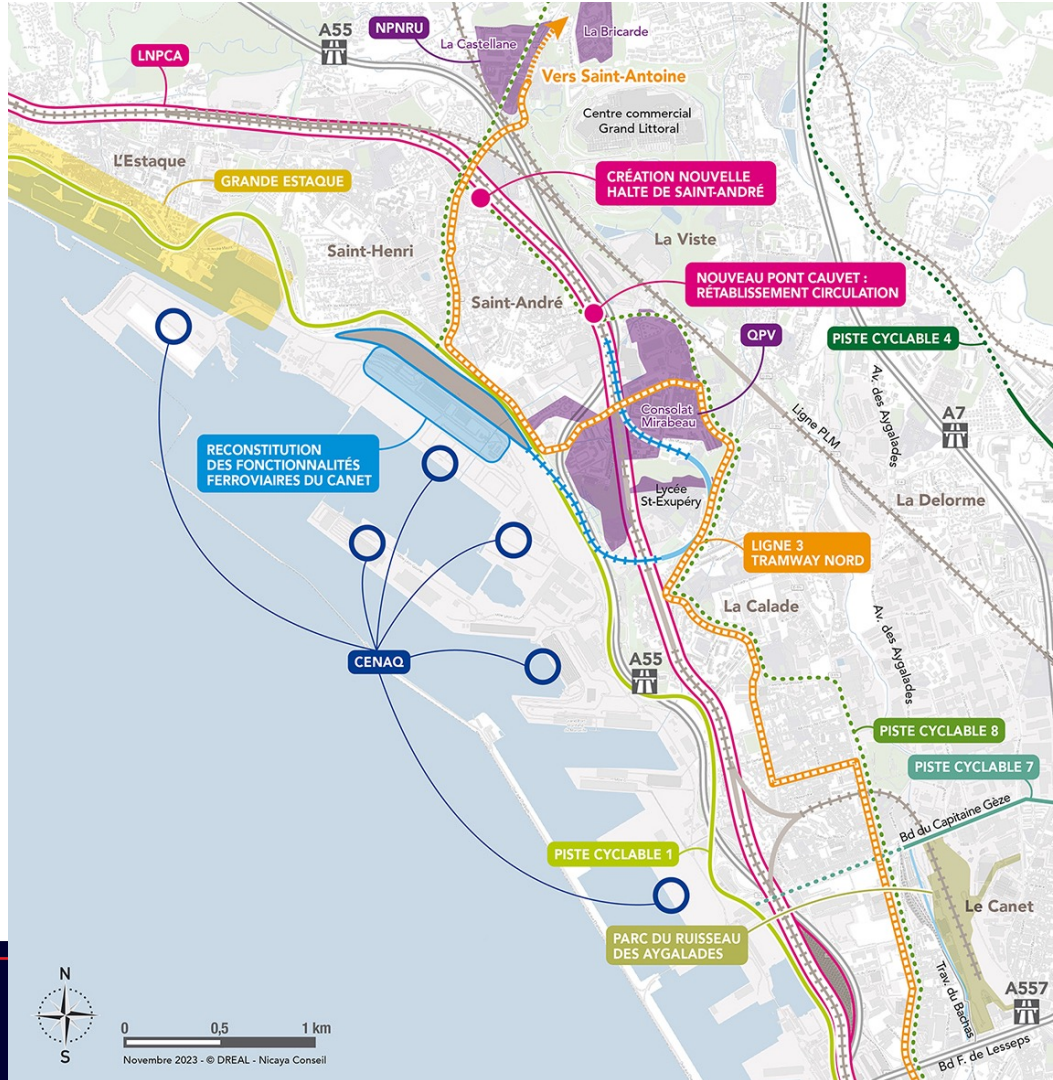 A55
NPNRU
La Castellane
La Bricarde
LNPCA
Vers Saint-Antoine
Centre commercial
Grand Littoral
L'Estaque
GRANDE ESTAQUE
CRÉATION NOUVELLE
HALTE DE SAINT-ANDRÉ
Saint-Henri
La Viste
Saint-André
NOUVEAU PONT CAUVET :
RÉTABLISSEMENT CIRCULATION
QPV
PISTE CYCLABLE 4
Av. des Aygalades
A7
Consolat
Mirabeau
Ligne PLM
RECONSTITUTION
DES FONCTIONNALITÉS
FERROVIAIRES DU CANET
Lycée
St-Exupéry
La Delorme
LIGNE 3
TRAMWAY NORD
La Calade
Av. des Aygalades
CENAQ
A55
PISTE CYCLABLE 8
PISTE CYCLABLE 7
Bd du Capitaine Gèze
PISTE CYCLABLE 1
Le Canet
PARC DU RUISSEAU
DES AYGALADES
Trav. du Bachas
A557
Bd F. de Lesseps
N
S
0 0,5 1 km
Novembre 2023 - © DREAL - Nicaya Conseil